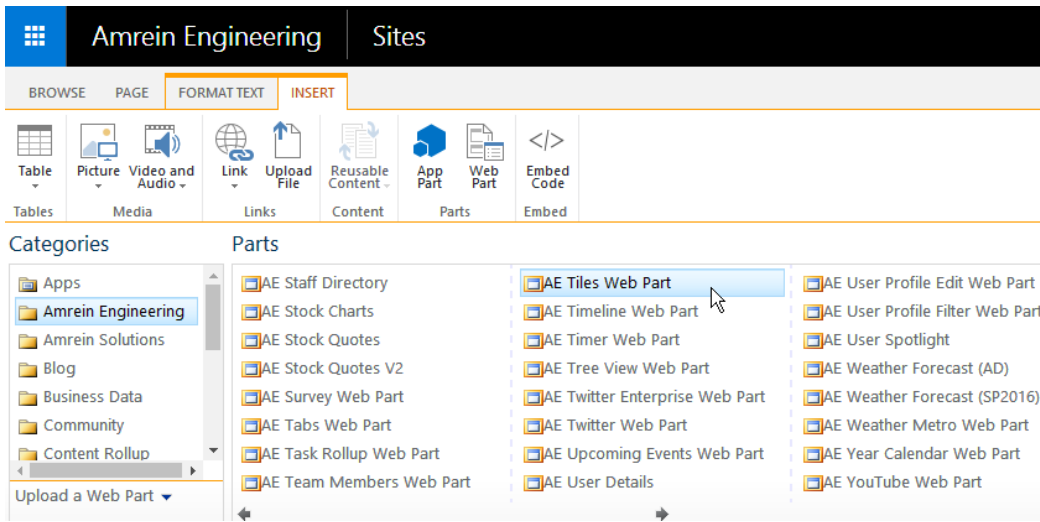 Amrein Engineering Sites
BROWSE PAGE FORMAT TEXT INSERT
Table Picture Video and Audio Link Upload File Reusable Content App Part Web Part Embed Code
Tables Media Links Content Parts Embed
Categories
Apps
Amrein Engineering
Amrein Solutions
Blog
Business Data
Community
Content Rollup
Upload a Web Part
Parts
AE Staff Directory
AE Stock Charts
AE Stock Quotes
AE Stock Quotes V2
AE Survey Web Part
AE Tabs Web Part
AE Task Rollup Web Part
AE Team Members Web Part
AE Tiles Web Part
AE Timeline Web Part
AE Timer Web Part
AE Tree View Web Part
AE Twitter Enterprise Web Part
AE Twitter Web Part
AE Upcoming Events Web Part
AE User Details
AE User Profile Edit Web Part
AE User Profile Filter Web Part
AE User Spotlight
AE Weather Forecast (AD)
AE Weather Forecast (SP2016)
AE Weather Metro Web Part
AE Year Calendar Web Part
AE YouTube Web Part